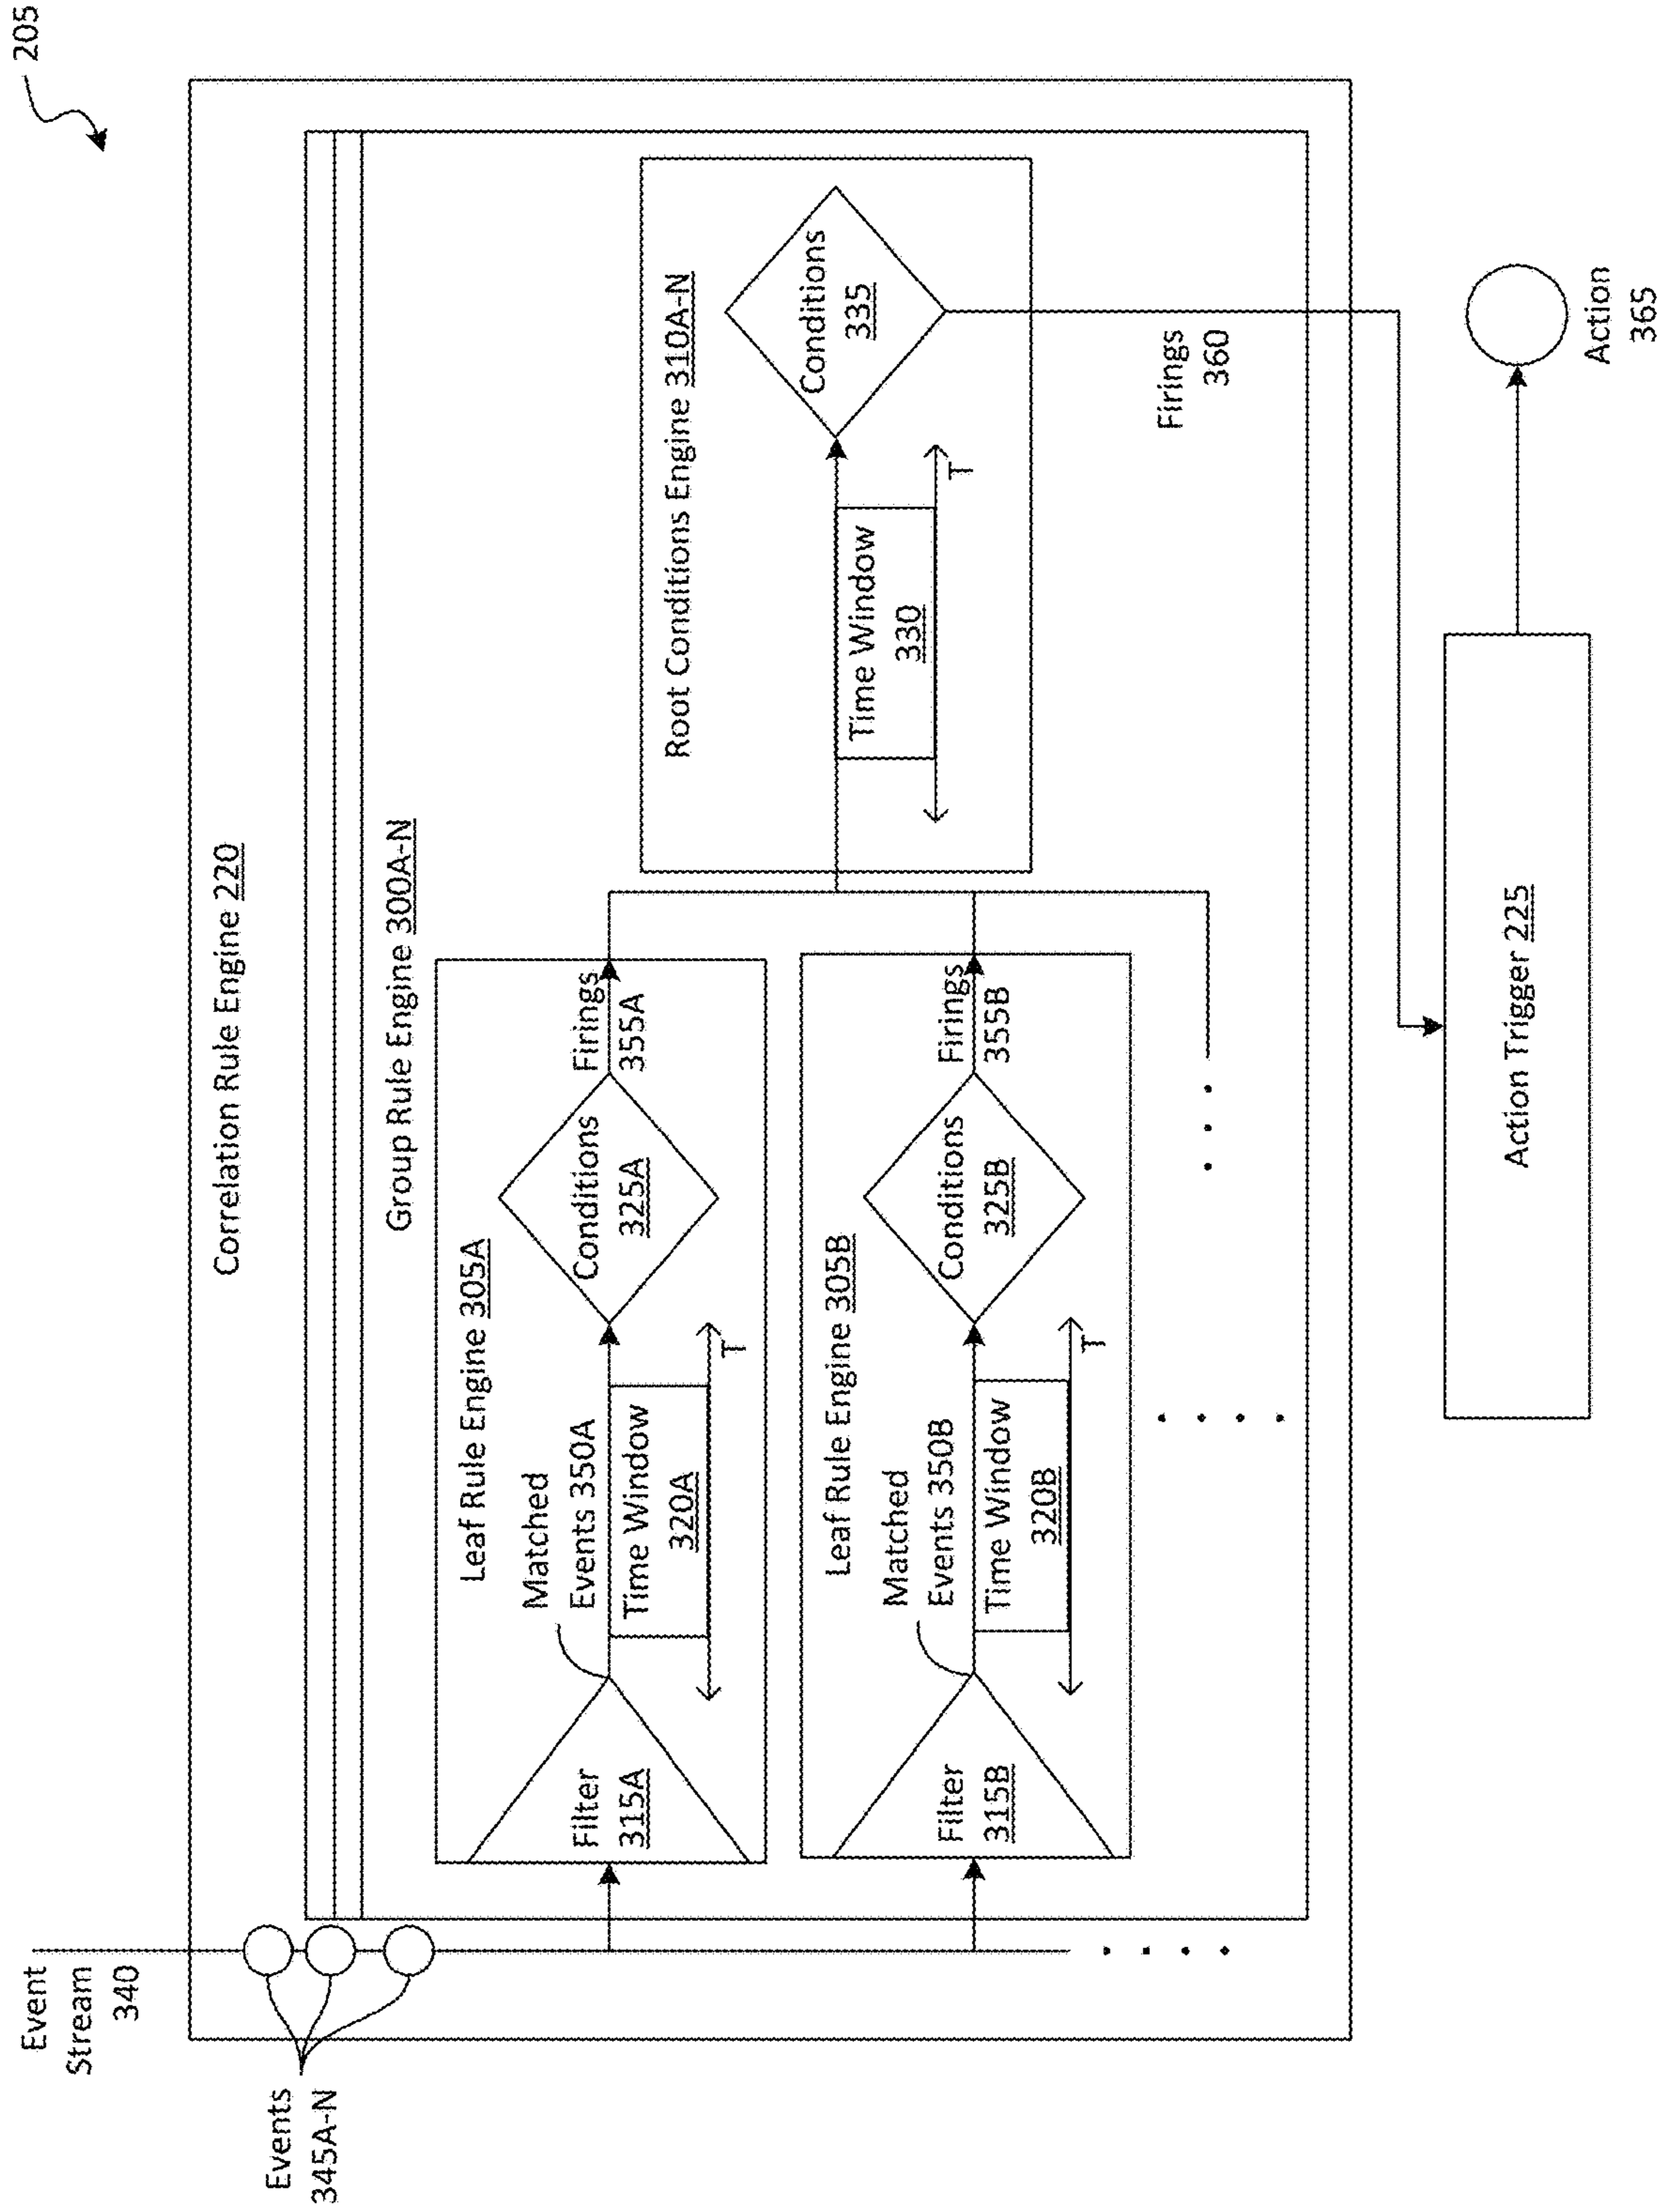 205
Event
Stream
340
Events
345A-N
Correlation Rule Engine 220
Group Rule Engine 300A-N
Leaf Rule Engine 305A
Filter
315A
Matched
Events 350A
Time Window
320A
T
Conditions
325A
Firings
355A
Leaf Rule Engine 305B
Filter
315B
Matched
Events 350B
Time Window
320B
T
Conditions
325B
Firings
355B
Root Conditions Engine 310A-N
Time Window
330
T
Conditions
335
Firings
360
Action Trigger 225
Action
365